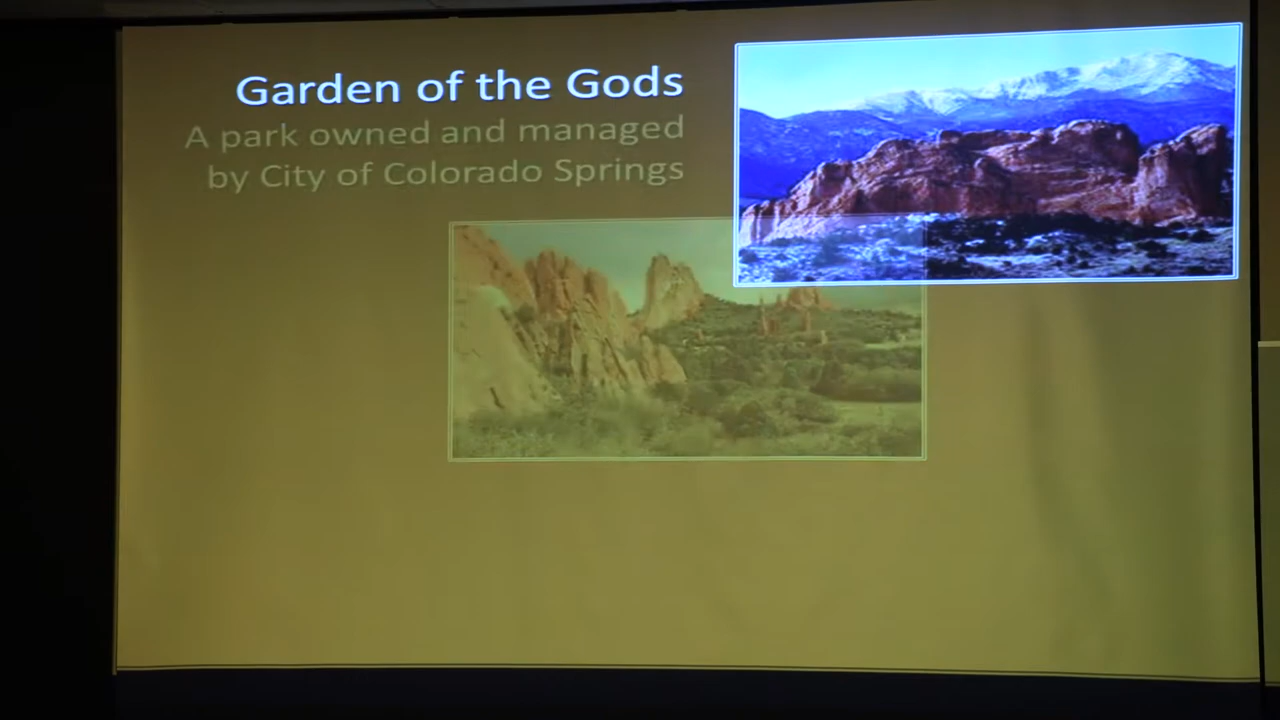 Garden of the Gods
A park owned and managed
by City of Colorado Springs